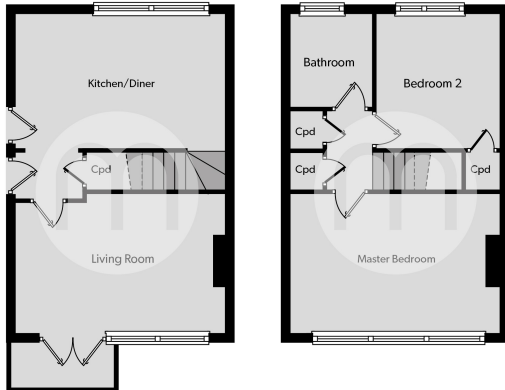 Kitchen/Diner
Cpd
Living Room
Bathroom
Bedroom 2
Cpd
Cpd
Cpd
Master Bedroom